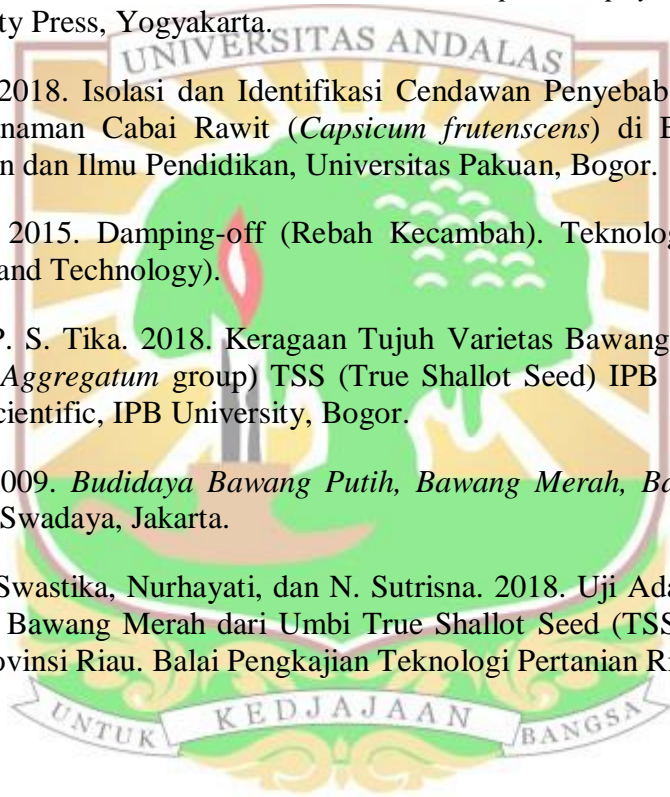 ty Press, Yogyakarta.
UNIVERSITAS ANDALAS
2018. Isolasi dan Identifikasi Cendawan Penyebab
naman Cabai Rawit (Capsicum frutenscens) di B
n dan Ilmu Pendidikan, Universitas Pakuan, Bogor.
2015. Damping-off (Rebah Kecambah). Teknolog
and Technology).
P. S. Tika. 2018. Keragaan Tujuh Varietas Bawang
Aggregatum group) TSS (True Shallot Seed) IPB
cientific, IPB University, Bogor.
009. Budidaya Bawang Putih, Bawang Merah, Ba
Swadaya, Jakarta.
Swastika, Nurhayati, dan N. Sutrisna. 2018. Uji Ada
Bawang Merah dari Umbi True Shallot Seed (TSS
ovinsi Riau. Balai Pengkajian Teknologi Pertanian Ri
UNTUK KEDJAJAAN BANGSA